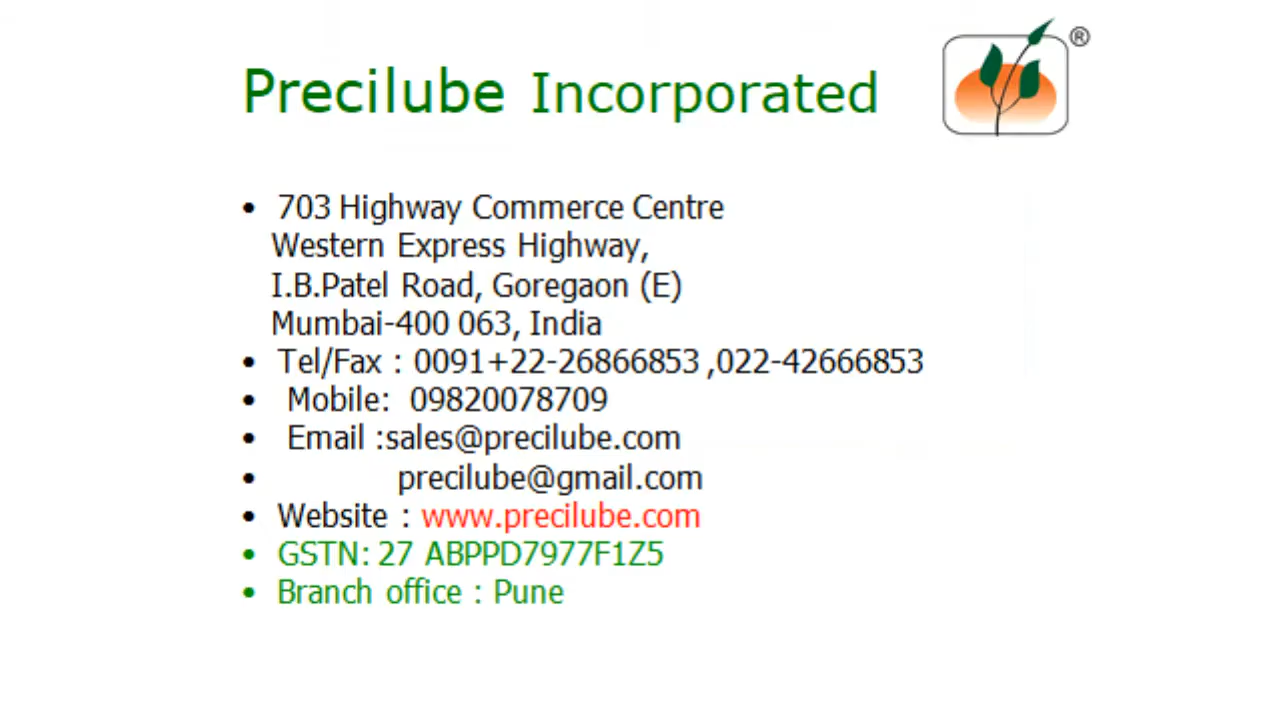 Precilube Incorporated
®
• 703 Highway Commerce Centre
Western Express Highway,
I.B.Patel Road, Goregaon (E)
Mumbai-400 063, India
• Tel/Fax : 0091+22-26866853 ,022-42666853
• Mobile: 09820078709
• Email :sales@precilube.com
• precilube@gmail.com
• Website : www.precilube.com
• GSTN: 27 ABPPD7977F1Z5
• Branch office : Pune